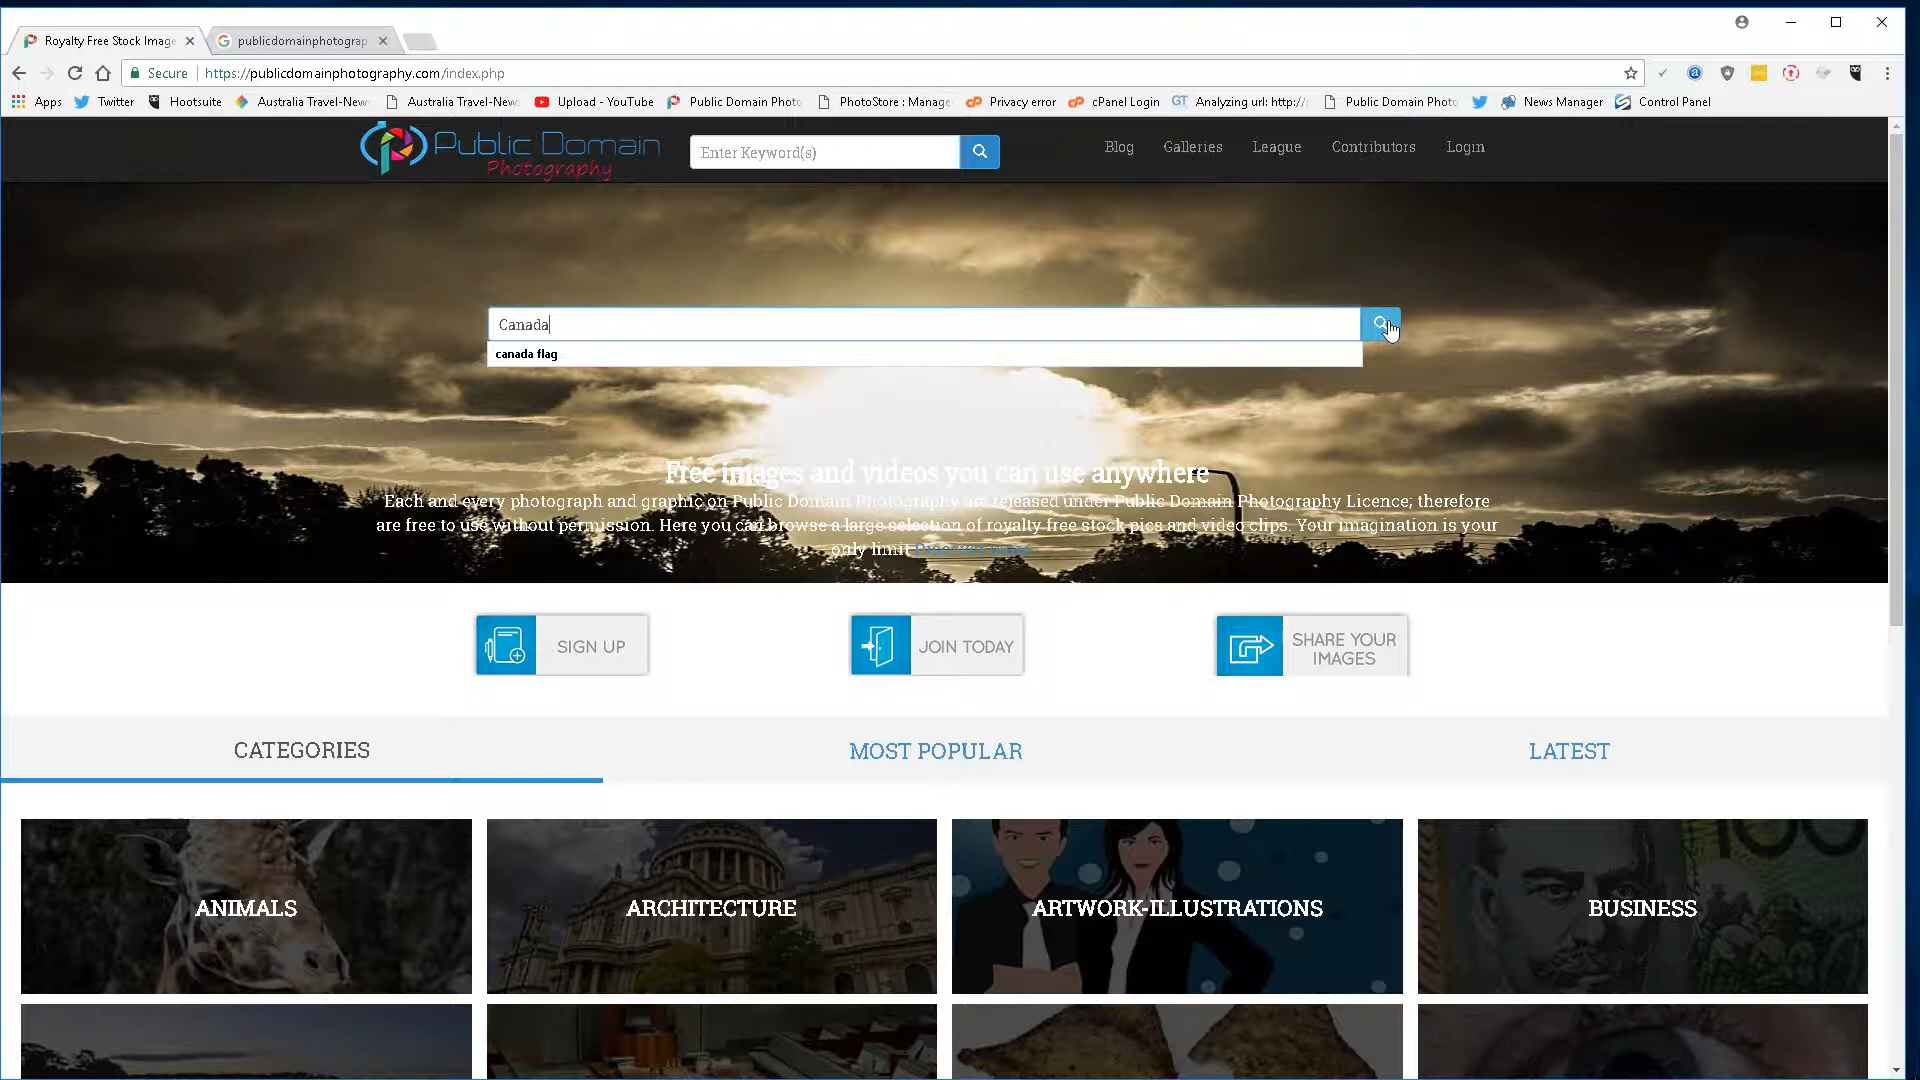 Royalty Free Stock Image
publicdomainphotograp
Secure
https://publicdomainphotography.com/index.php
Apps
Twitter
Hootsuite
Australia Travel-New
Australia Travel-New
Upload - YouTube
Public Domain Photo
PhotoStore : Manage
Privacy error
cPanel Login
GT
Analyzing url: http://
Public Domain Photo
News Manager
Control Panel
Public Domain
Photography
Enter Keyword(s)
Blog
Galleries
League
Contributors
Login
Canada
canada flag
Free images and videos you can use anywhere
Each and every photograph and graphic on Public Domain Photography are released under Public Domain Photography Licence; therefore
are free to use without permission. Here you can browse a large selection of royalty free stock pics and video clips. Your imagination is your
only limit
SIGN UP
JOIN TODAY
SHARE YOUR
IMAGES
CATEGORIES
MOST POPULAR
LATEST
ANIMALS
ARCHITECTURE
ARTWORK-ILLUSTRATIONS
BUSINESS
100